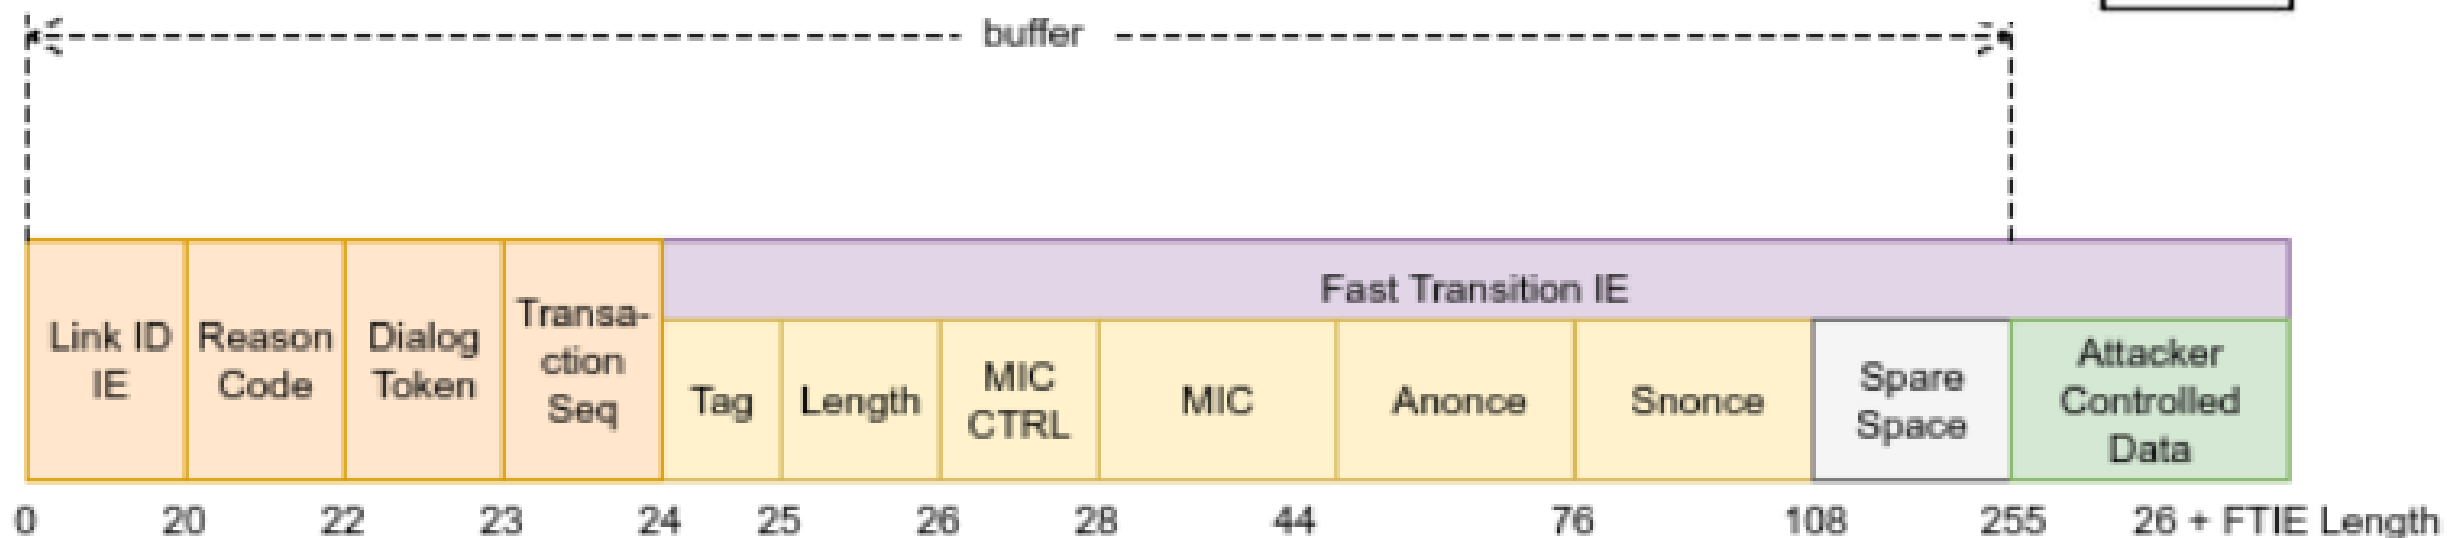 buffer
Fast Transition IE
Link ID
IE
Reason
Code
Dialog
Token
Transa-
ction
Seq
Tag
Length
MIC
CTRL
MIC
Anonce
Snonce
Spare
Space
Attacker
Controlled
Data
0 20 22 23 24 25 26 28 44 76 108 255 26 + FTIE Length